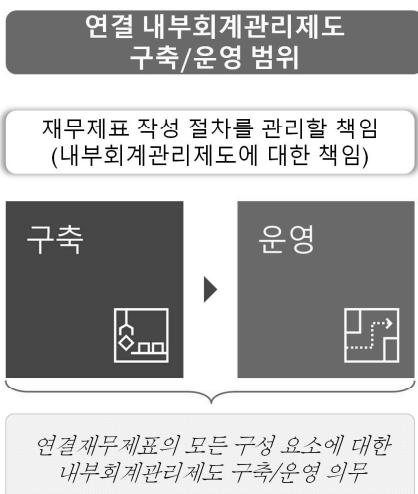 연결 내부회계관리제도
구축/운영 범위
재무제표 작성 절차를 관리할 책임
(내부회계관리제도에 대한 책임)
구축
운영
연결재무제표의 모든 구성 요소에 대한
내부회계관리제도 구축/운영 의무